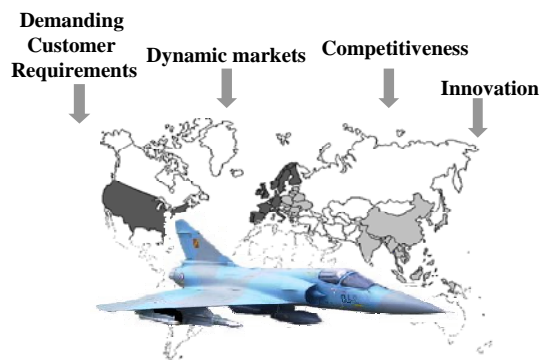 Demanding
Customer
Requirements
Dynamic markets
Competitiveness
Innovation